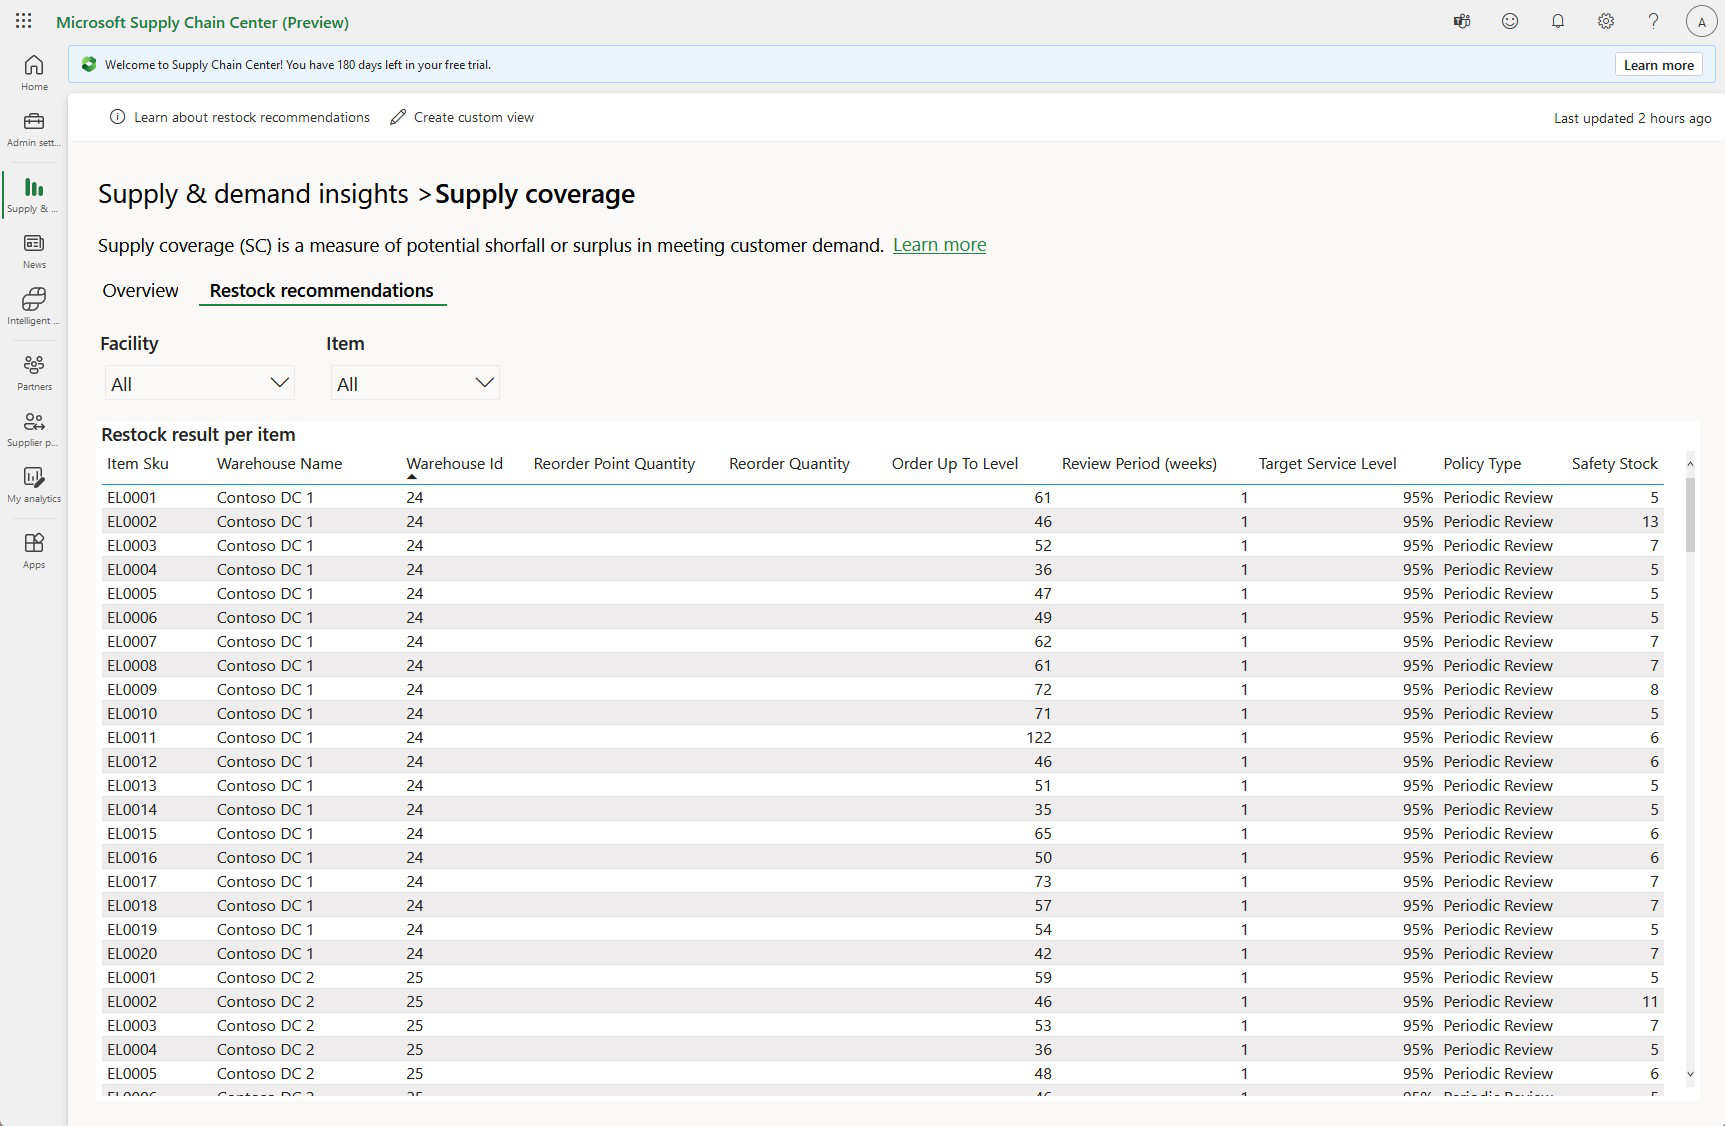 Microsoft Supply Chain Center (Preview)
A
Home
Admin sett...
Supply & ...
News
Intelligent ...
Partners
Supplier p...
My analytics
Apps
Welcome to Supply Chain Center! You have 180 days left in your free trial.
Learn more
Learn about restock recommendations
Create custom view
Last updated 2 hours ago
Supply & demand insights >Supply coverage
Supply coverage (SC) is a measure of potential shorfall or surplus in meeting customer demand. Learn more
Overview Restock recommendations
Facility Item
All All
Restock result per item
Item Sku Warehouse Name Warehouse Id Reorder Point Quantity Reorder Quantity Order Up To Level Review Period (weeks) Target Service Level Policy Type Safety Stock
EL0001 Contoso DC 1 24 61 1 95% Periodic Review 5
EL0002 Contoso DC 1 24 46 1 95% Periodic Review 13
EL0003 Contoso DC 1 24 52 1 95% Periodic Review 7
EL0004 Contoso DC 1 24 36 1 95% Periodic Review 5
EL0005 Contoso DC 1 24 47 1 95% Periodic Review 5
EL0006 Contoso DC 1 24 49 1 95% Periodic Review 5
EL0007 Contoso DC 1 24 62 1 95% Periodic Review 7
EL0008 Contoso DC 1 24 61 1 95% Periodic Review 7
EL0009 Contoso DC 1 24 72 1 95% Periodic Review 8
EL0010 Contoso DC 1 24 71 1 95% Periodic Review 5
EL0011 Contoso DC 1 24 122 1 95% Periodic Review 6
EL0012 Contoso DC 1 24 46 1 95% Periodic Review 6
EL0013 Contoso DC 1 24 51 1 95% Periodic Review 5
EL0014 Contoso DC 1 24 35 1 95% Periodic Review 5
EL0015 Contoso DC 1 24 65 1 95% Periodic Review 6
EL0016 Contoso DC 1 24 50 1 95% Periodic Review 6
EL0017 Contoso DC 1 24 73 1 95% Periodic Review 7
EL0018 Contoso DC 1 24 57 1 95% Periodic Review 7
EL0019 Contoso DC 1 24 54 1 95% Periodic Review 5
EL0020 Contoso DC 1 24 42 1 95% Periodic Review 7
EL0001 Contoso DC 2 25 59 1 95% Periodic Review 5
EL0002 Contoso DC 2 25 46 1 95% Periodic Review 11
EL0003 Contoso DC 2 25 53 1 95% Periodic Review 7
EL0004 Contoso DC 2 25 36 1 95% Periodic Review 5
EL0005 Contoso DC 2 25 48 1 95% Periodic Review 6